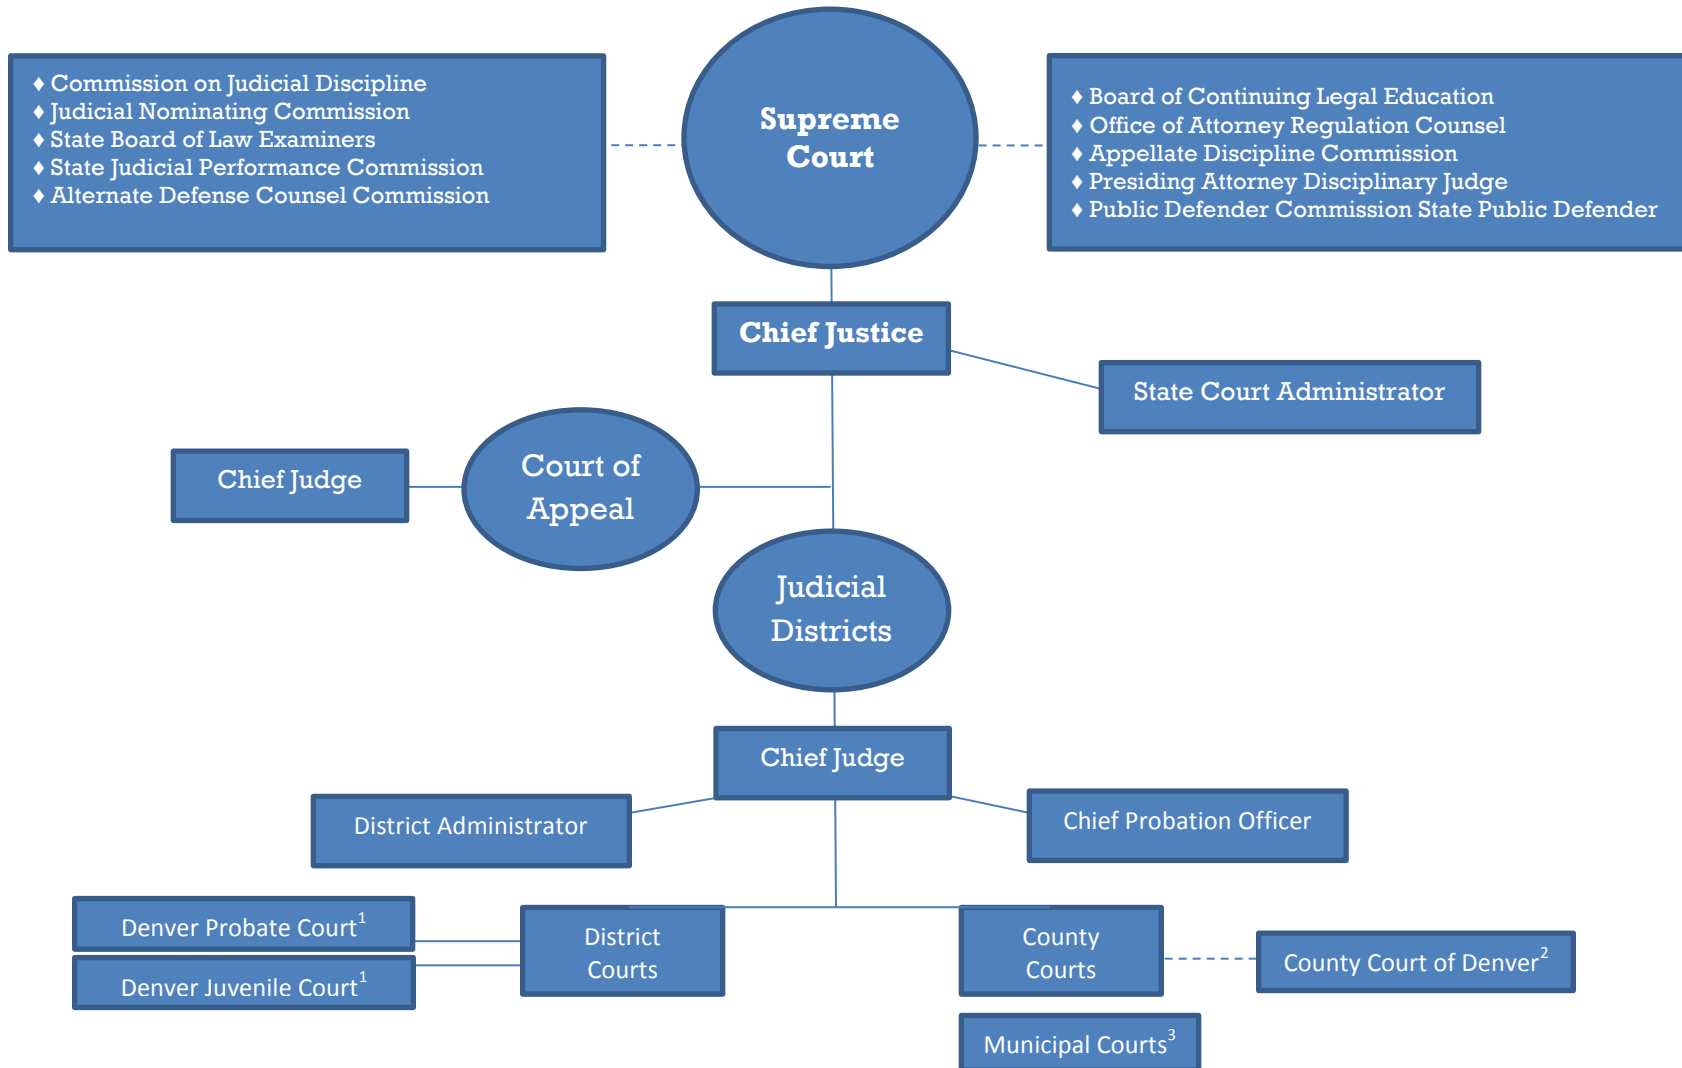 ♦ Commission on Judicial Discipline
♦ Judicial Nominating Commission
♦ State Board of Law Examiners
♦ State Judicial Performance Commission
♦ Alternate Defense Counsel Commission
Supreme
Court
♦ Board of Continuing Legal Education
♦ Office of Attorney Regulation Counsel
♦ Appellate Discipline Commission
♦ Presiding Attorney Disciplinary Judge
♦ Public Defender Commission State Public Defender
Chief Justice
State Court Administrator
Chief Judge
Court of
Appeal
Judicial
Districts
Chief Judge
District Administrator
Chief Probation Officer
Denver Probate Court¹
Denver Juvenile Court¹
District
Courts
County
Courts
County Court of Denver²
Municipal Courts³